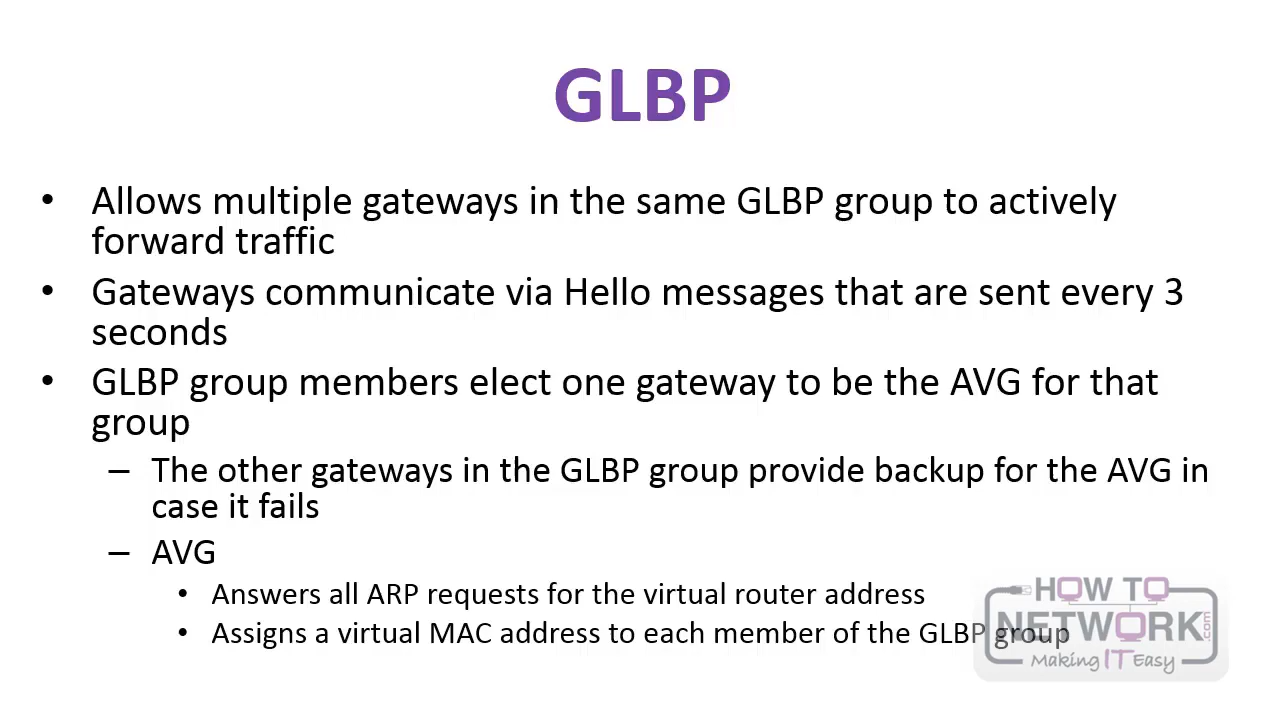 GLBP
• Allows multiple gateways in the same GLBP group to actively
forward traffic
• Gateways communicate via Hello messages that are sent every 3
seconds
• GLBP group members elect one gateway to be the AVG for that
group
– The other gateways in the GLBP group provide backup for the AVG in
case it fails
– AVG
• Answers all ARP requests for the virtual router address
• Assigns a virtual MAC address to each member of the GLBP group
HOW TO
NETWORK.com
Making IT Easy